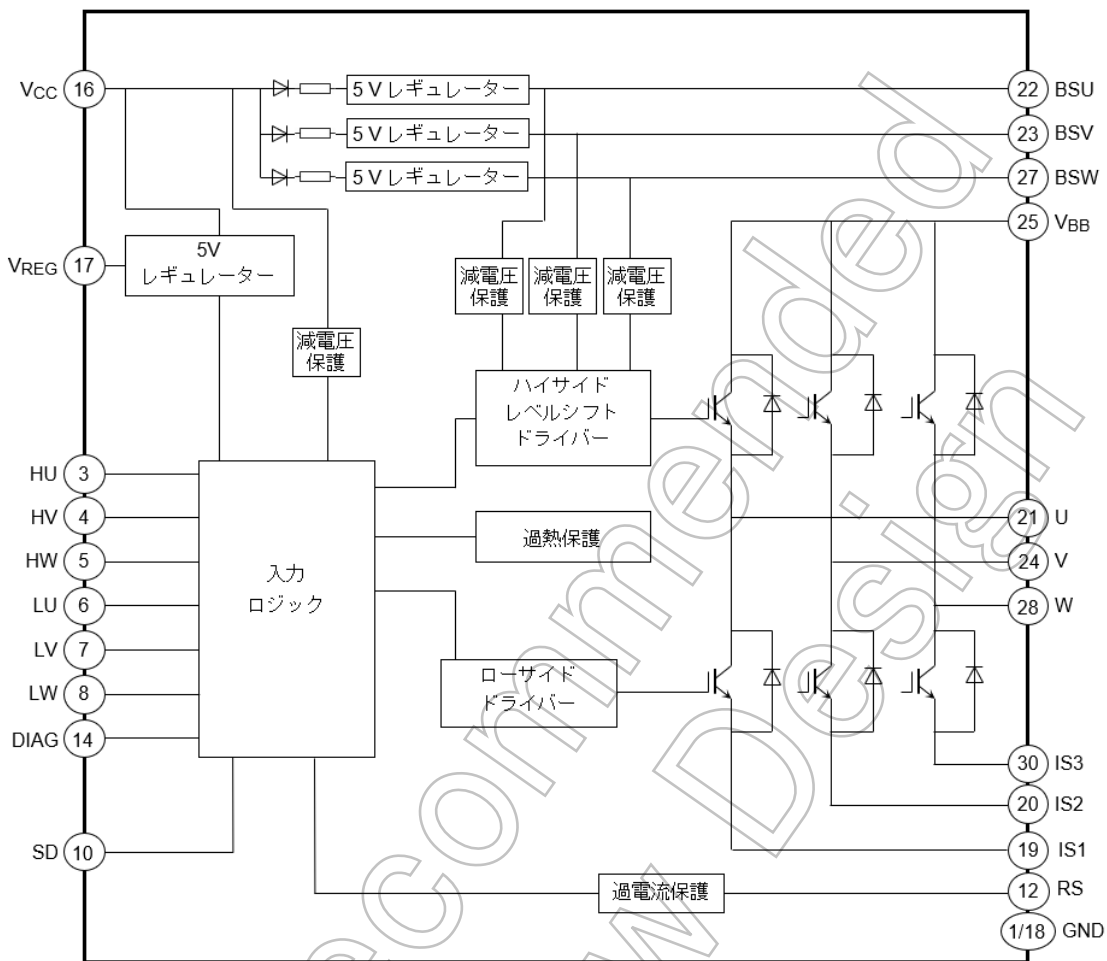 VCC 16
5 V レギュレーター
22 BSU
5 V レギュレーター
23 BSV
5 V レギュレーター
27 BSW
25 VBB
VREG 17
5V
レギュレーター
減電圧
保護
減電圧
保護
減電圧
保護
減電圧
保護
ハイサイド
レベルシフト
ドライバー
HU 3
HV 4
HW 5
LU 6
LV 7
LW 8
DIAG 14
SD 10
入力
ロジック
過熱保護
ローサイド
ドライバー
21 U
24 V
28 W
30 IS3
20 IS2
19 IS1
過電流保護
12 RS
1/18 GND
ecommended
w Design